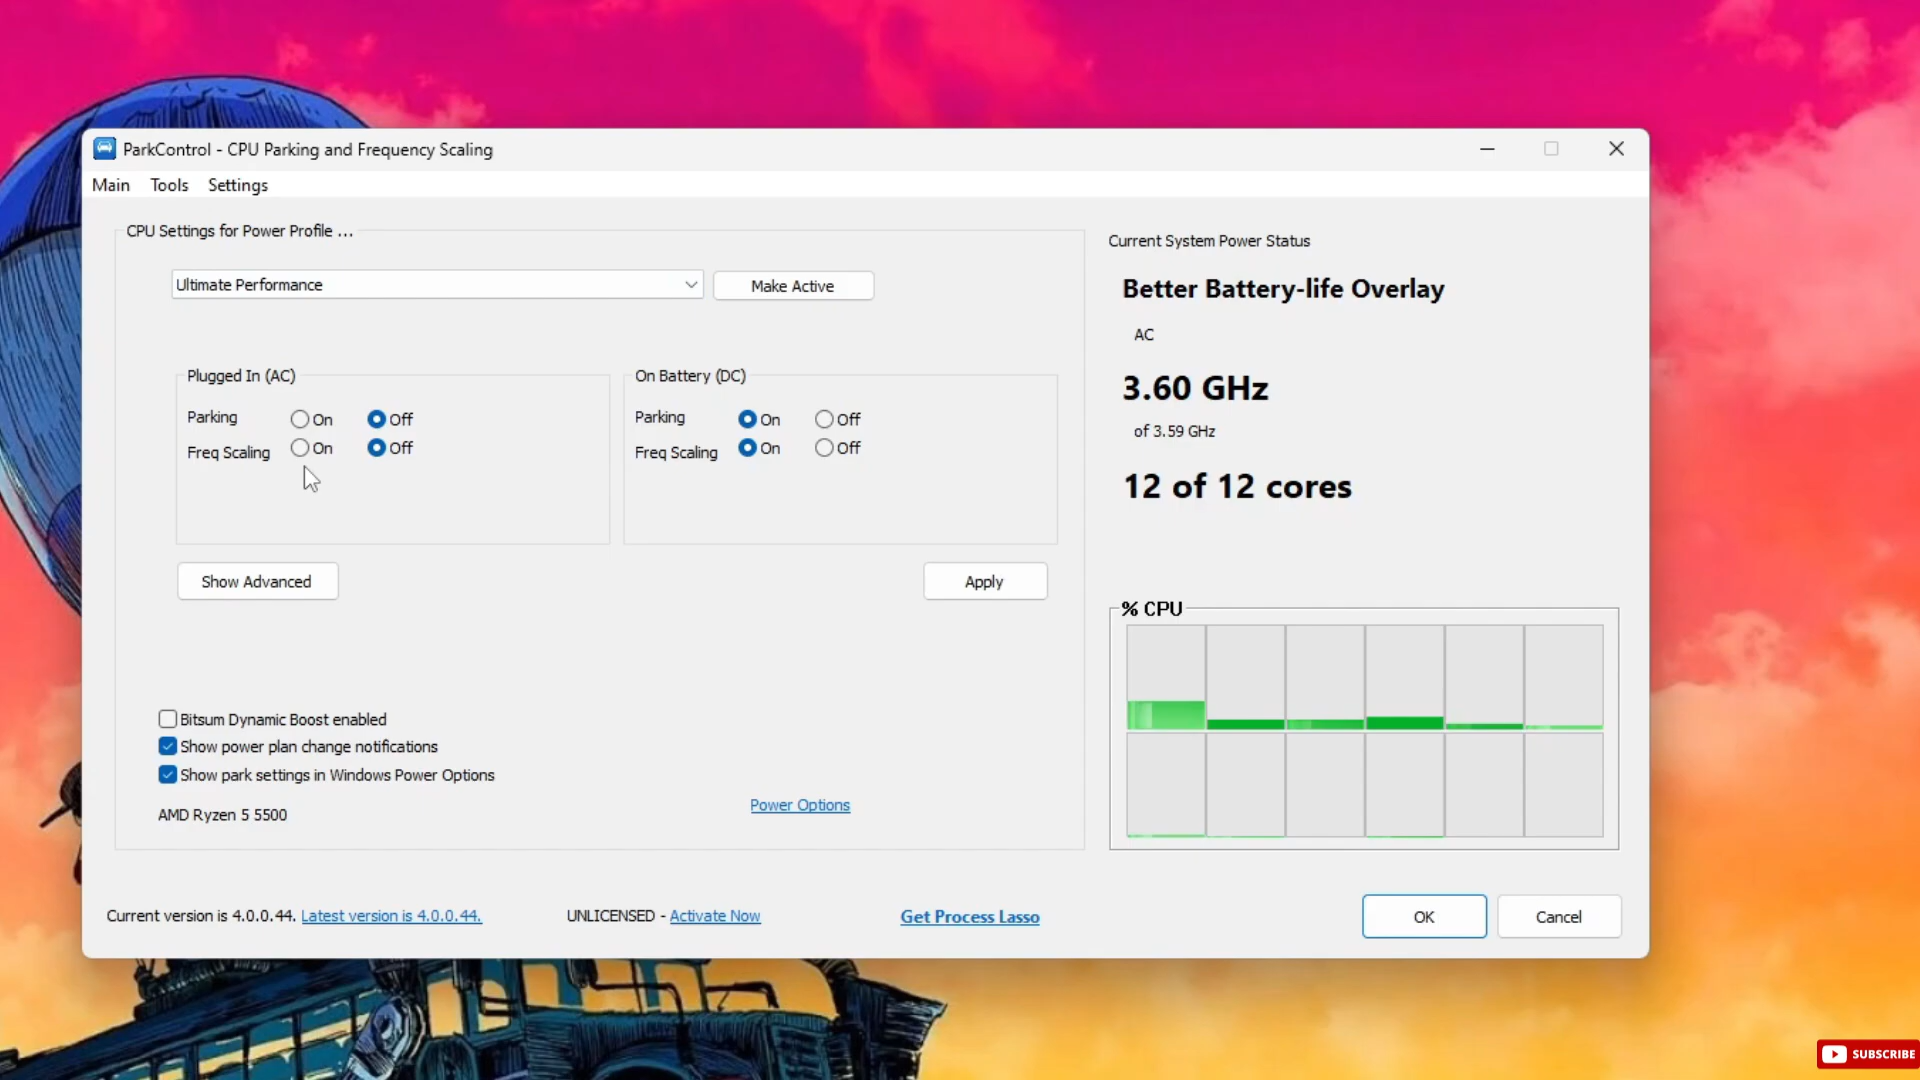 ParkControl - CPU Parking and Frequency Scaling
Main Tools Settings
CPU Settings for Power Profile ...
Ultimate Performance
Make Active
Plugged In (AC)
Parking On Off
Freq Scaling On Off
On Battery (DC)
Parking On Off
Freq Scaling On Off
Show Advanced
Apply
Bitsum Dynamic Boost enabled
Show power plan change notifications
Show park settings in Windows Power Options
AMD Ryzen 5 5500
Power Options
Current System Power Status
Better Battery-life Overlay
AC
3.60 GHz
of 3.59 GHz
12 of 12 cores
% CPU
Current version is 4.0.0.44. Latest version is 4.0.0.44.
UNLICENSED - Activate Now
Get Process Lasso
OK
Cancel
SUBSCRIBE